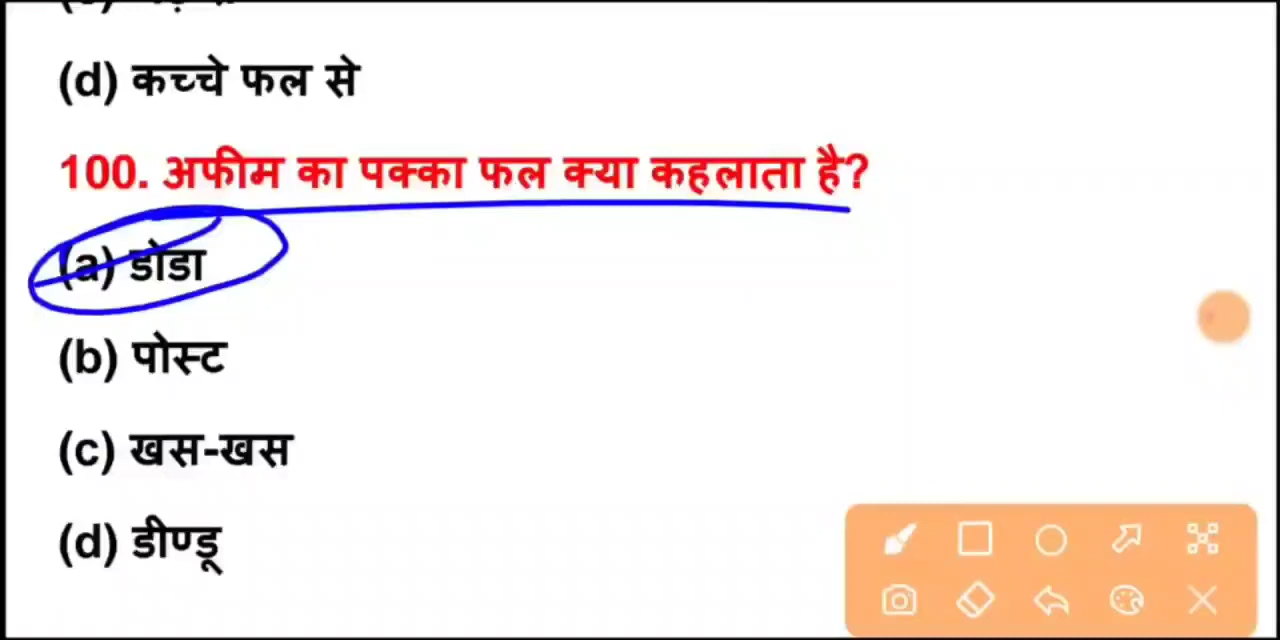 (d) कच्चे फल से
100. अफीम का पक्का फल क्या कहलाता है?
(a) डोडा
(b) पोस्ट
(c) खस-खस
(d) डीण्डू